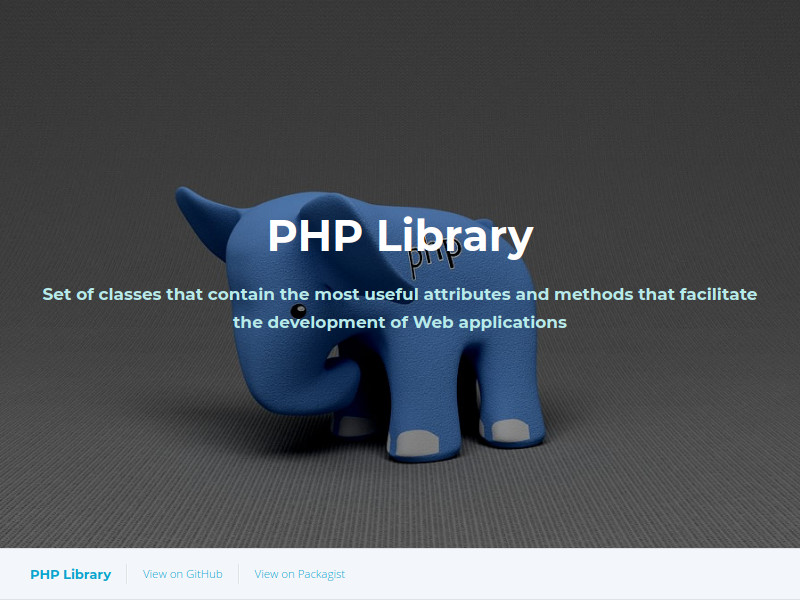 PHP Library
php
Set of classes that contain the most useful attributes and methods that facilitate
the development of Web applications
PHP Library
View on GitHub
View on Packagist